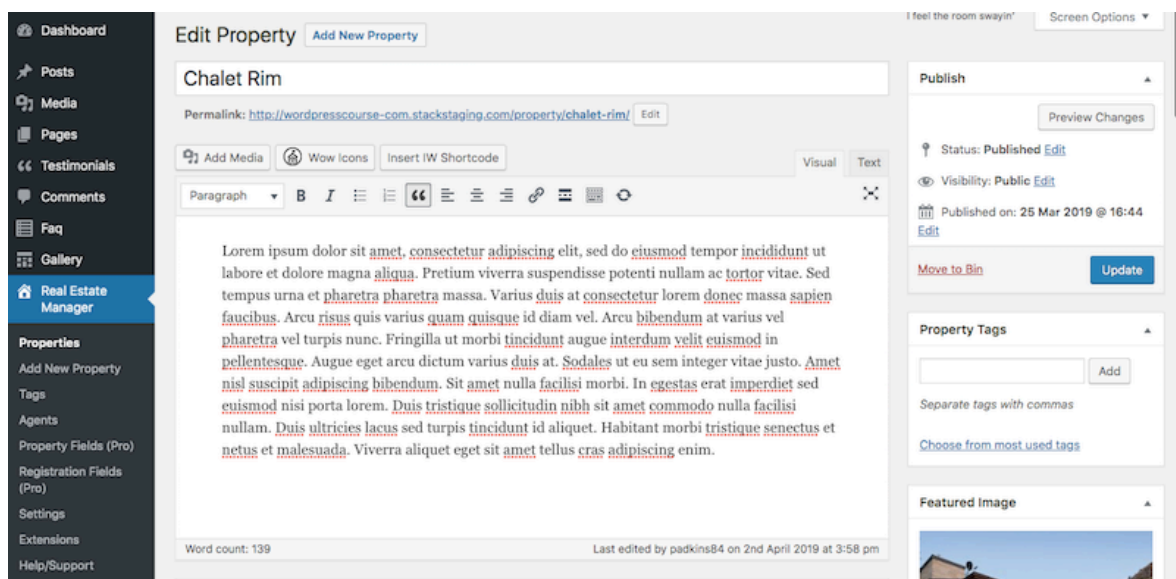 Dashboard
Posts
Media
Pages
Testimonials
Comments
Faq
Gallery
Real Estate
Manager
Properties
Add New Property
Tags
Agents
Property Fields (Pro)
Registration Fields
(Pro)
Settings
Extensions
Help/Support
I feel the room swayin'
Screen Options
Edit Property Add New Property
Chalet Rim
Permalink: http://wordpresscourse-com.stackstaging.com/property/chalet-rim/ Edit
Add Media Wow Icons Insert IW Shortcode
Visual Text
Paragraph B I
Lorem ipsum dolor sit amet, consectetur adipiscing elit, sed do eiusmod tempor incididunt ut
labore et dolore magna aliqua. Pretium viverra suspendisse potenti nullam ac tortor vitae. Sed
tempus urna et pharetra pharetra massa. Varius duis at consectetur lorem donec massa sapien
faucibus. Arcu risus quis varius quam quisque id diam vel. Arcu bibendum at varius vel
pharetra vel turpis nunc. Fringilla ut morbi tincidunt augue interdum velit euismod in
pellentesque. Augue eget arcu dictum varius duis at. Sodales ut eu sem integer vitae justo. Amet
nisl suscipit adipiscing bibendum. Sit amet nulla facilisi morbi. In egestas erat imperdiet sed
euismod nisi porta lorem. Duis tristique sollicitudin nibh sit amet commodo nulla facilisi
nullam. Duis ultricies lacus sed turpis tincidunt id aliquet. Habitant morbi tristique senectus et
netus et malesuada. Viverra aliquet eget sit amet tellus cras adipiscing enim.
Word count: 139
Last edited by padkins84 on 2nd April 2019 at 3:58 pm
Publish
Preview Changes
Status: Published Edit
Visibility: Public Edit
Published on: 25 Mar 2019 @ 16:44
Edit
Move to Bin Update
Property Tags
Add
Separate tags with commas
Choose from most used tags
Featured Image